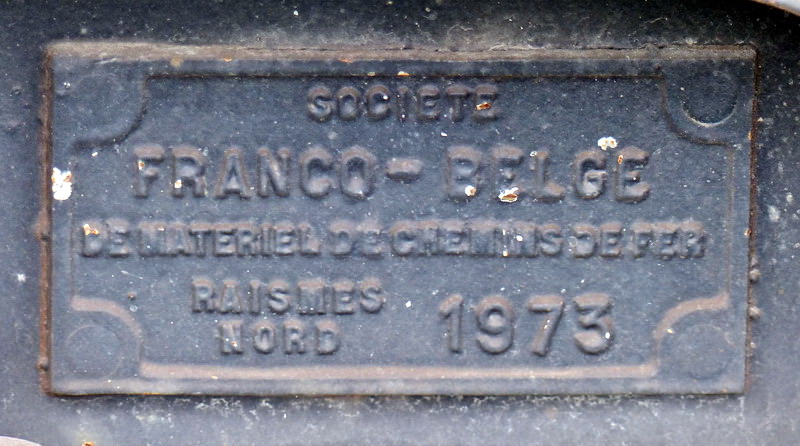 SOCIETE
FRANCO-BELGE
DE MATERIEL DE CHEMINS DE FER
RAISMES
NORD
1973